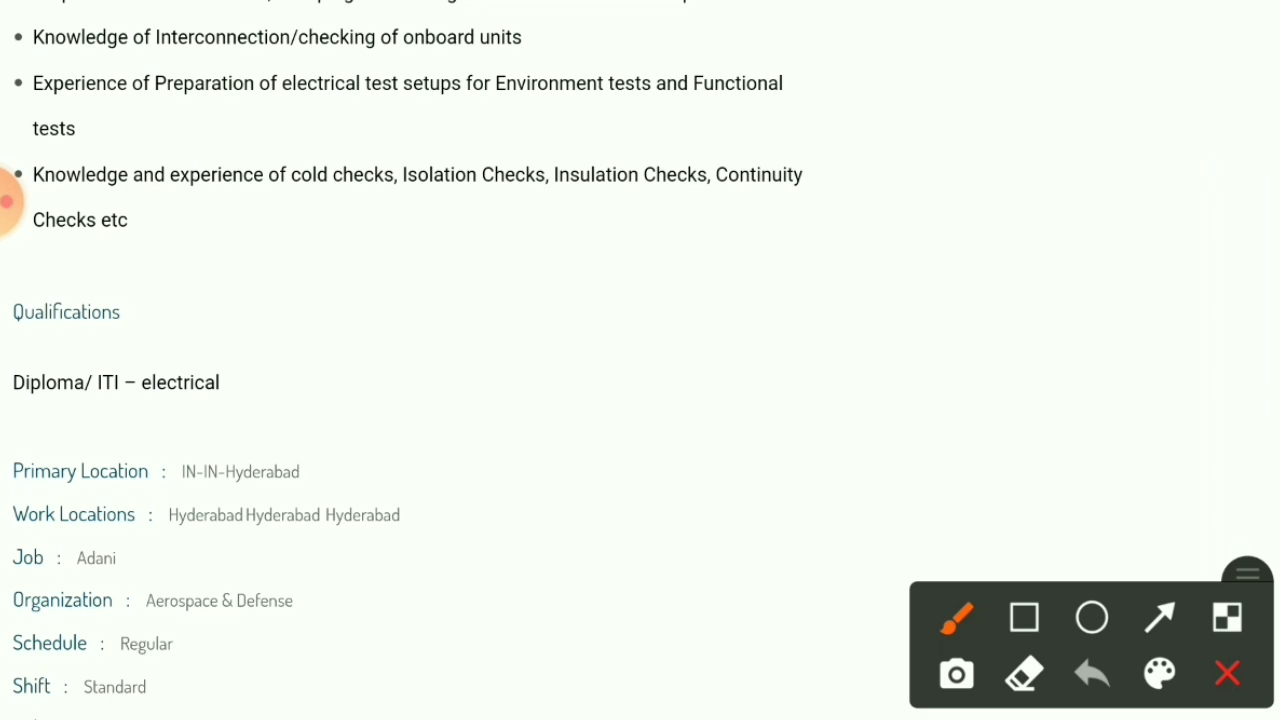 Knowledge of Interconnection/checking of onboard units
Experience of Preparation of electrical test setups for Environment tests and Functional
tests
Knowledge and experience of cold checks, Isolation Checks, Insulation Checks, Continuity
Checks etc
Qualifications
Diploma/ ITI – electrical
Primary Location : IN-IN-Hyderabad
Work Locations : Hyderabad Hyderabad Hyderabad
Job : Adani
Organization : Aerospace & Defense
Schedule : Regular
Shift : Standard